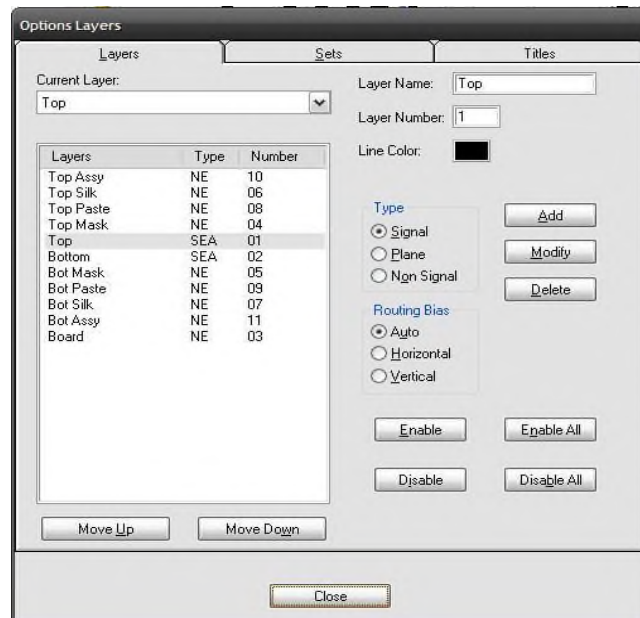 Options Layers
Layers Sets Titles
Current Layer:
Top
Layer Name: Top
Layer Number: 1
Line Color:
Layers Type Number
Top Assy NE 10
Top Silk NE 06
Top Paste NE 08
Top Mask NE 04
Top SEA 01
Bottom SEA 02
Bot Mask NE 05
Bot Paste NE 09
Bot Silk NE 07
Bot Assy NE 11
Board NE 03
Type
Signal
Plane
Non Signal
Add
Modify
Delete
Routing Bias
Auto
Horizontal
Vertical
Enable Enable All
Disable Disable All
Move Up Move Down
Close